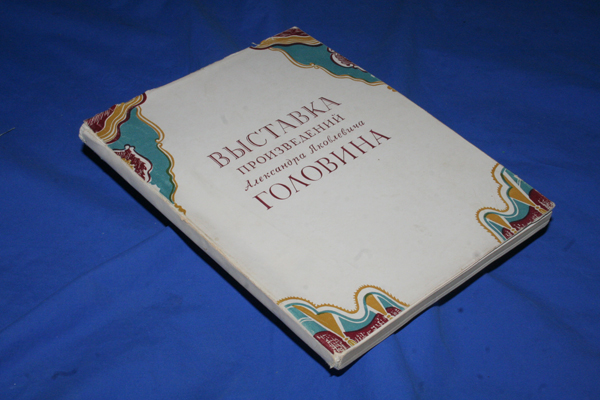 ВЫСТАВКА
ПРОИЗВЕДЕНИЙ
Александра Яковлевича
ГОЛОВИНА